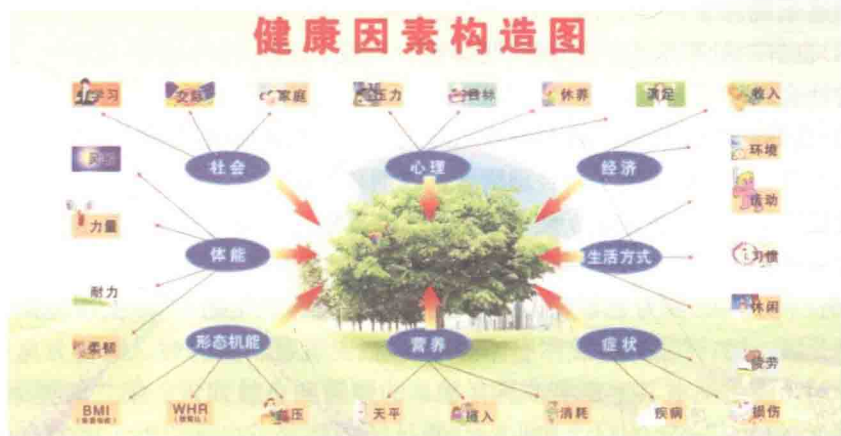 健康因素构造图
学习 交际 家庭 压力 目标 休养 满足 收入
社会 心理 经济
环境
运动
力量
体能 生活方式
习惯
耐力
休闲
柔韧
形态机能 营养 症状
疲劳
BMI WHR 血压 天平 摄入 消耗 疾病 损伤